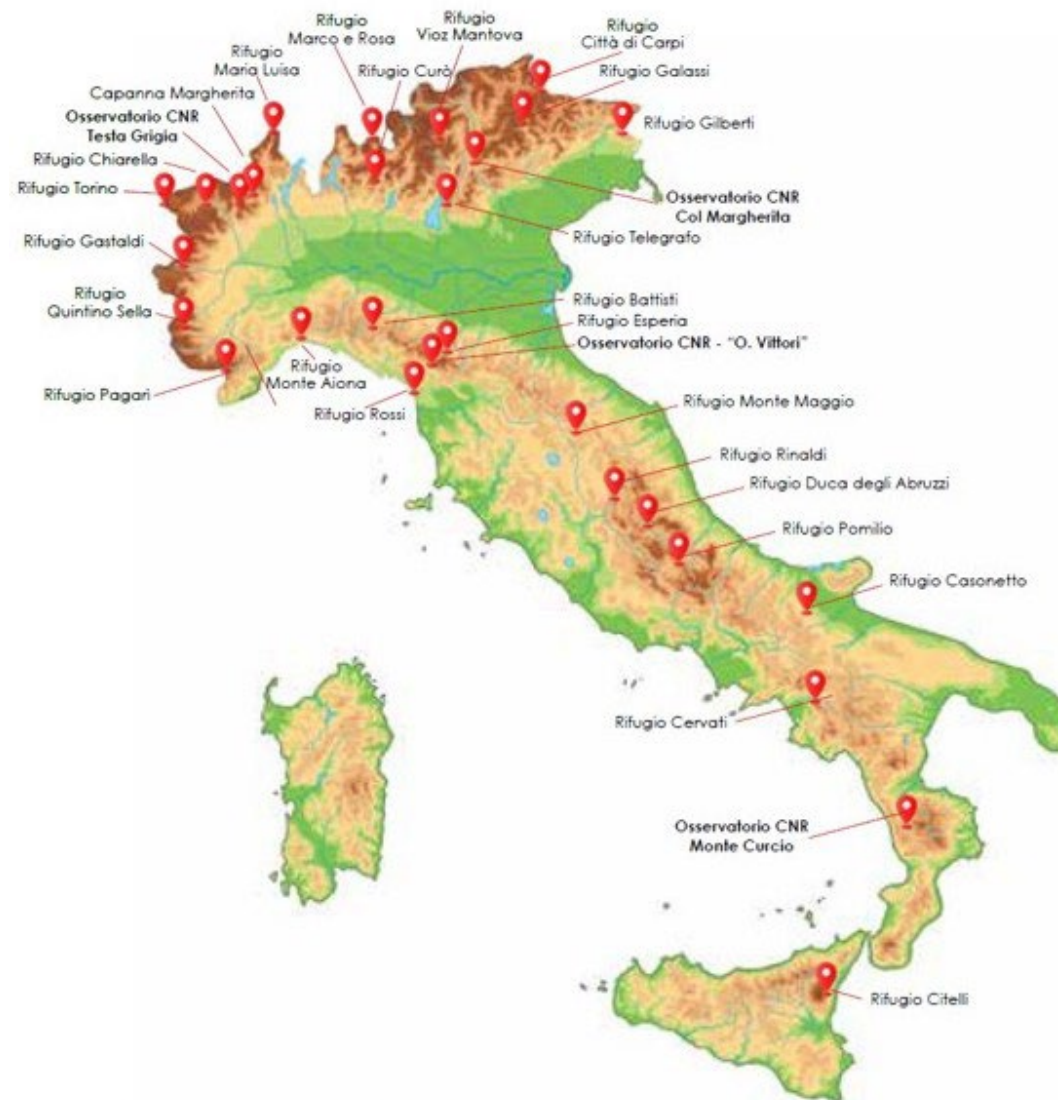 Rifugio
Marco e Rosa
Rifugio
Vioz Mantova
Rifugio
Città di Carpi
Rifugio
Maria Luisa
Rifugio Curò
Rifugio Galassi
Capanna Margherita
Osservatorio CNR
Testa Grigia
Rifugio Gilberti
Rifugio Chiarella
Rifugio Torino
Osservatorio CNR
Col Margherita
Rifugio Gastaldi
Rifugio Telegrafo
Rifugio
Quintino Sella
Rifugio Battisti
Rifugio Esperia
Osservatorio CNR - "O. Vittori"
Rifugio
Monte Aiona
Rifugio Pagari
Rifugio Rossi
Rifugio Monte Maggio
Rifugio Rinaldi
Rifugio Duca degli Abruzzi
Rifugio Pomilio
Rifugio Casonetto
Rifugio Cervati
Osservatorio CNR
Monte Curcio
Rifugio Citelli